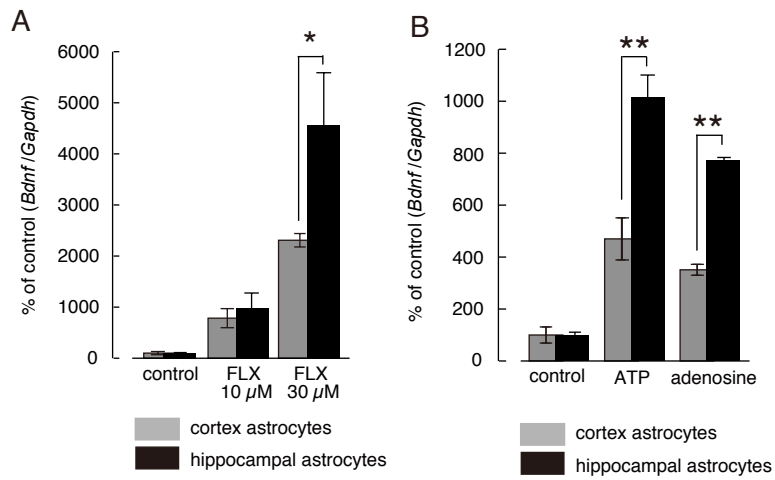 A
% of control (Bdnf /Gapdh)
6000
5000
4000
3000
2000
1000
0
*
control
FLX
10 µM
FLX
30 µM
cortex astrocytes
hippocampal astrocytes
B
% of control (Bdnf /Gapdh)
1200
1000
800
600
400
200
0
**
**
control
ATP
adenosine
cortex astrocytes
hippocampal astrocytes